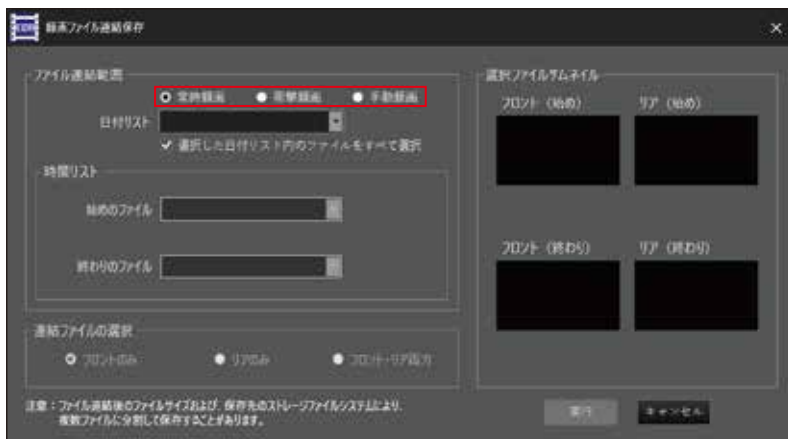 録画ファイル連結保存
ファイル連結範囲
常時録画 衝撃録画 手動録画
日付リスト
選択した日付リスト内のファイルをすべて選択
時間リスト
始めのファイル
終わりのファイル
連結ファイルの選択
フロントのみ リアのみ フロント・リア両方
注意：ファイル連結後のファイルサイズおよび、保存先のストレージファイルシステムにより、
複数ファイルに分割して保存することがあります。
選択ファイルサムネイル
フロント（始め） リア（始め）
フロント（終わり） リア（終わり）
実行 キャンセル